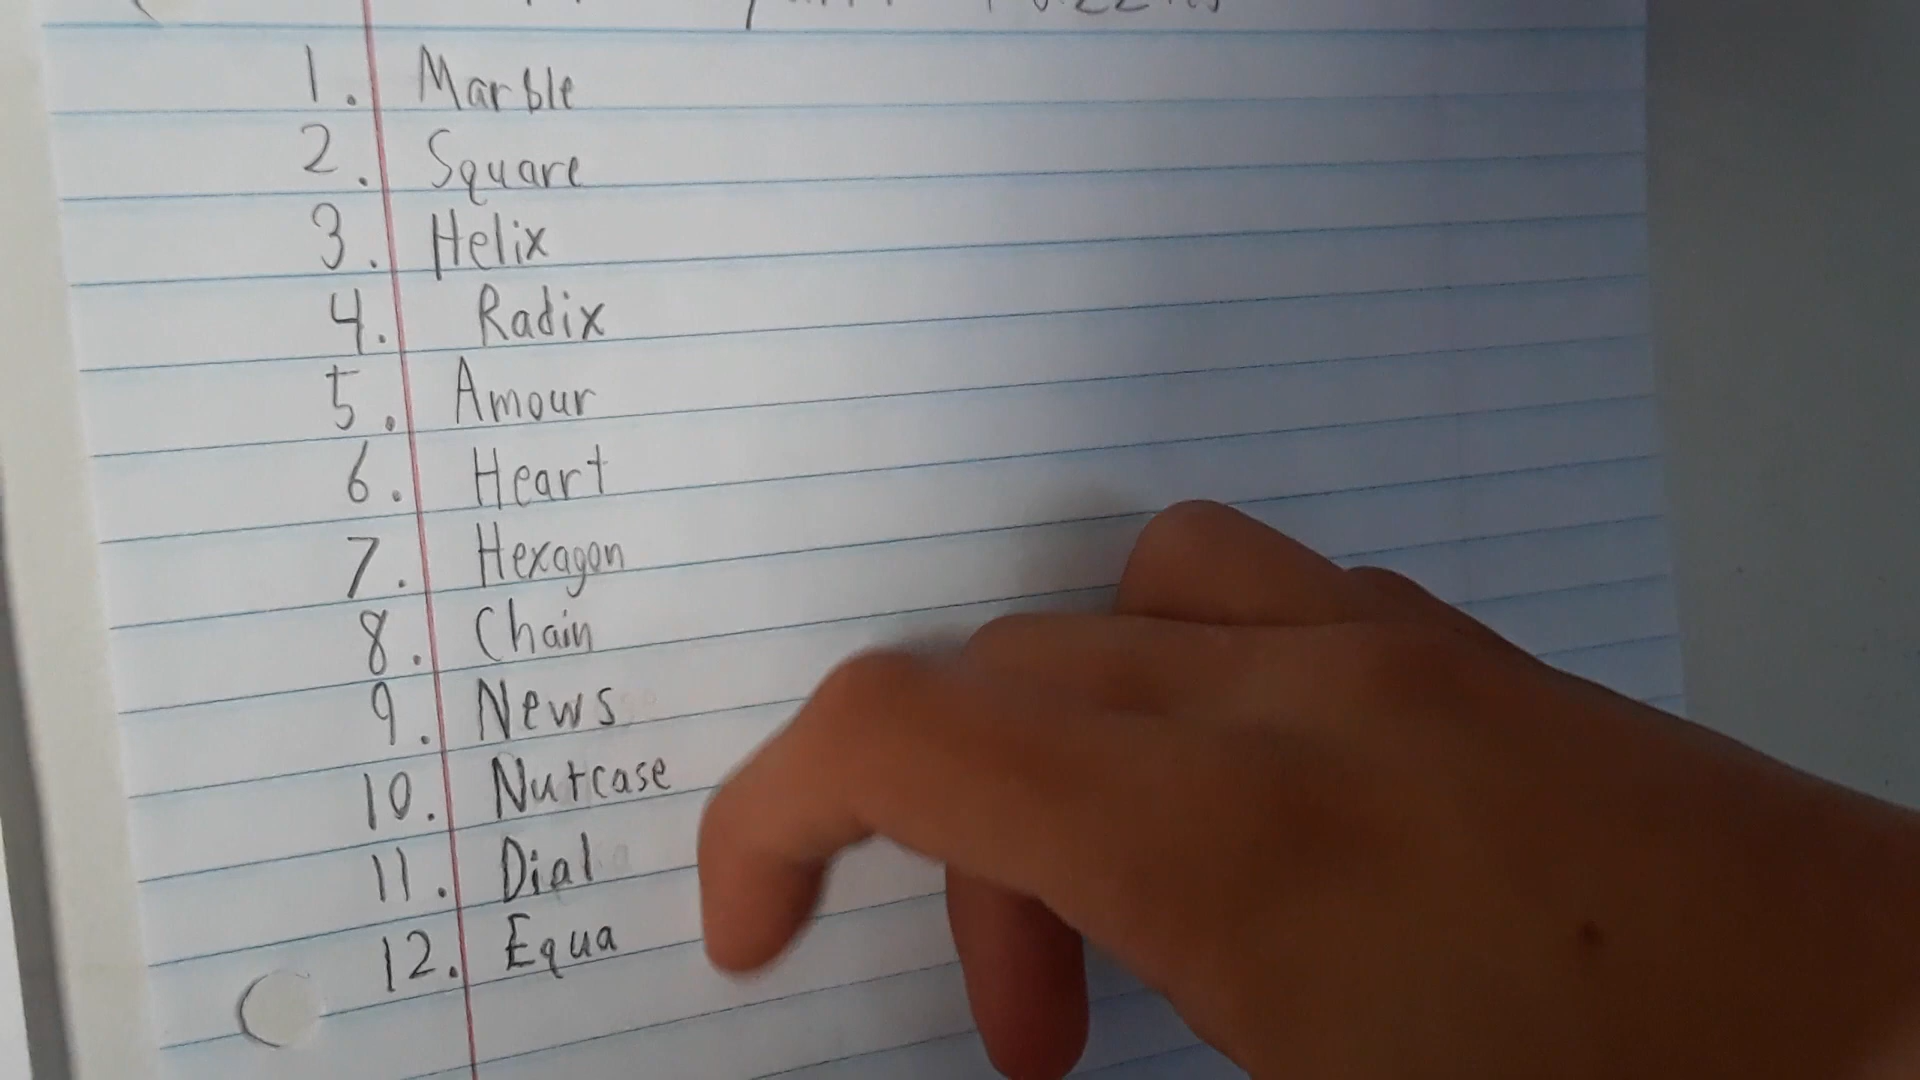 1. Marble
2. Square
3. Helix
4. Radix
5. Amour
6. Heart
7. Hexagon
8. Chain
9. News
10. Nutcase
11. Dial
12. Equa